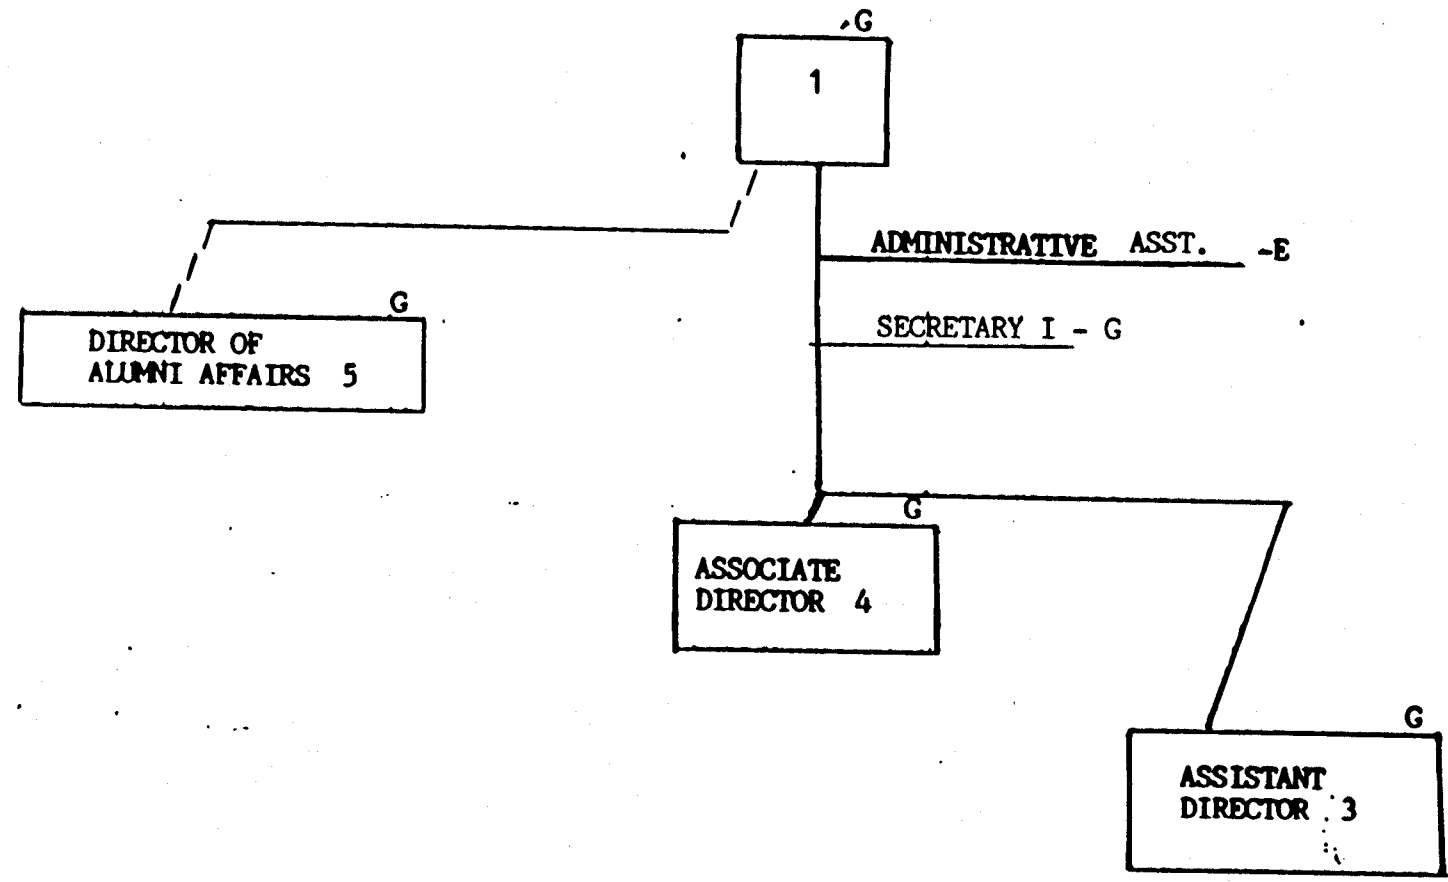 G
1
ADMINISTRATIVE ASST. -E
G
DIRECTOR OF
ALUMNI AFFAIRS 5
SECRETARY I - G
G
ASSOCIATE
DIRECTOR 4
G
ASSISTANT
DIRECTOR 3